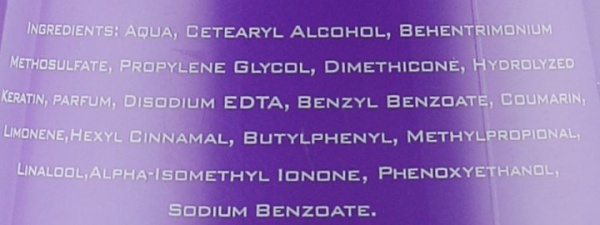 Ingredients: Aqua, Cetearyl Alcohol, Behentrimonium
Methosulfate, Propylene Glycol, Dimethicone, Hydrolyzed
Keratin, parfum, Disodium EDTA, Benzyl Benzoate, Coumarin,
Limonene,Hexyl Cinnamal, Butylphenyl, Methylpropional,
Linalool,Alpha-Isomethyl Ionone, Phenoxyethanol,
Sodium Benzoate.